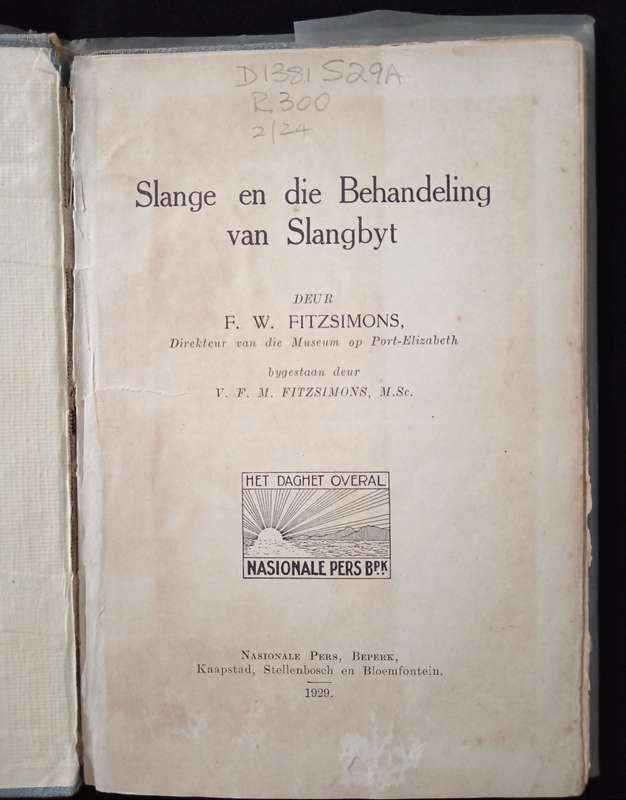 D1381 S29A
R300
2/24
Slange en die Behandeling
van Slangbyt
DEUR
F. W. FITZSIMONS,
Direkteur van die Museum op Port-Elizabeth
bygestaan deur
V. F. M. FITZSIMONS, M.Sc.
HET DAGHET OVERAL
NASIONALE PERS BPK
NASIONALE PERS, BEPERK,
Kaapstad, Stellenbosch en Bloemfontein.
1929.